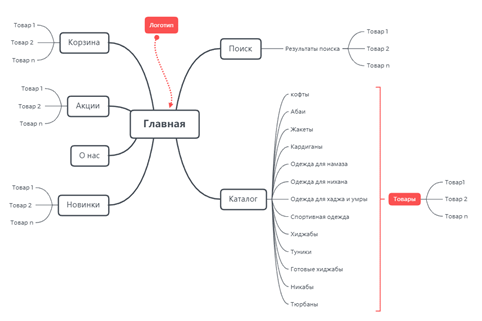 Логотип
Главная
Корзина
Товар 1
Товар 2
Товар n
Акции
Товар 1
Товар 2
Товар n
О нас
Новинки
Товар 1
Товар 2
Товар n
Поиск
Результаты поиска
Товар 1
Товар 2
Товар n
Каталог
кофты
Абаи
Жакеты
Кардиганы
Одежда для намаза
Одежда для никаха
Одежда для хаджа и умры
Спортивная одежда
Хиджабы
Туники
Готовые хиджабы
Никабы
Тюрбаны
Товары
Товар1
Товар 2
Товар n